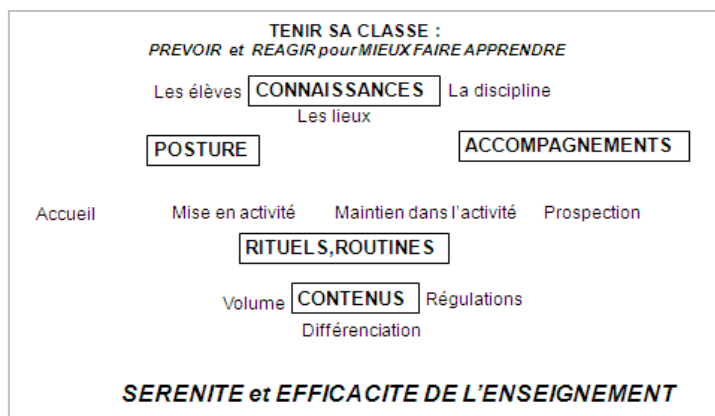 TENIR SA CLASSE :
PREVOIR et REAGIR pour MIEUX FAIRE APPRENDRE
Les élèves CONNAISSANCES La discipline
Les lieux
POSTURE ACCOMPAGNEMENTS
Accueil Mise en activité Maintien dans l'activité Prospection
RITUELS,ROUTINES
Volume CONTENUS Régulations
Différenciation
SERENITE et EFFICACITE DE L'ENSEIGNEMENT